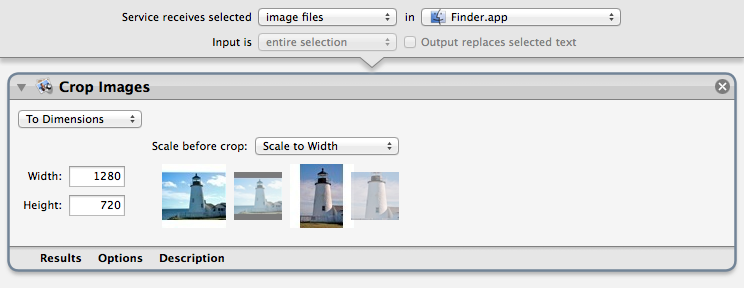 Service receives selected image files in Finder.app
Input is entire selection Output replaces selected text
Crop Images
To Dimensions
Scale before crop: Scale to Width
Width: 1280
Height: 720
Results Options Description